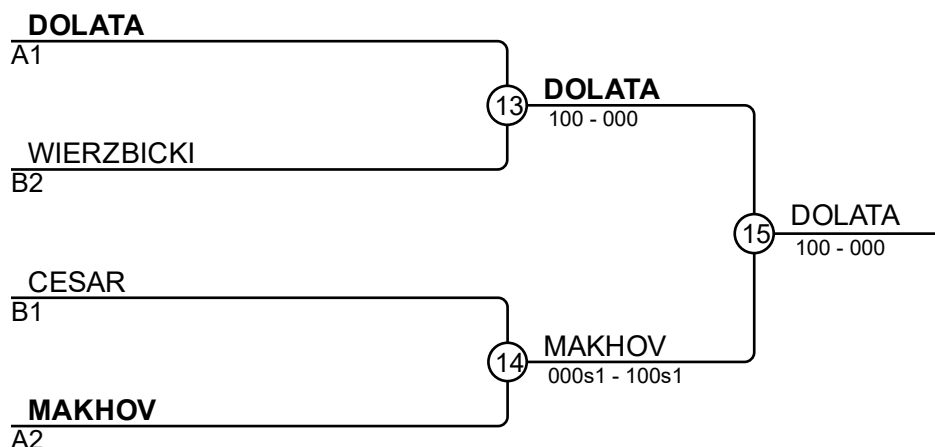 DOLATA
A1
13
DOLATA
100 - 000
WIERZBICKI
B2
15
DOLATA
100 - 000
CESAR
B1
14
MAKHOV
000s1 - 100s1
MAKHOV
A2